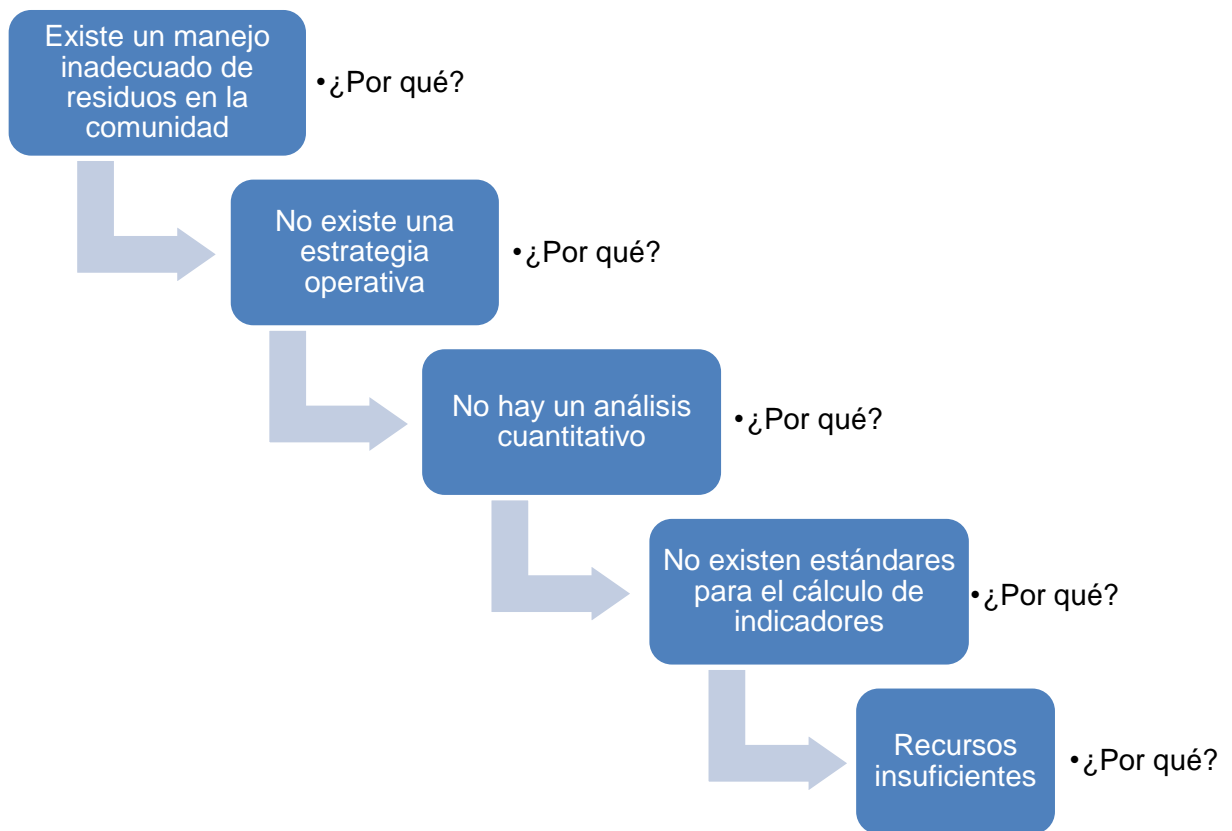 Existe un manejo
inadecuado de
residuos en la
comunidad
•¿Por qué?
No existe una
estrategia
operativa
•¿Por qué?
No hay un análisis
cuantitativo
•¿Por qué?
No existen estándares
para el cálculo de
indicadores
•¿Por qué?
Recursos
insuficientes
•¿Por qué?